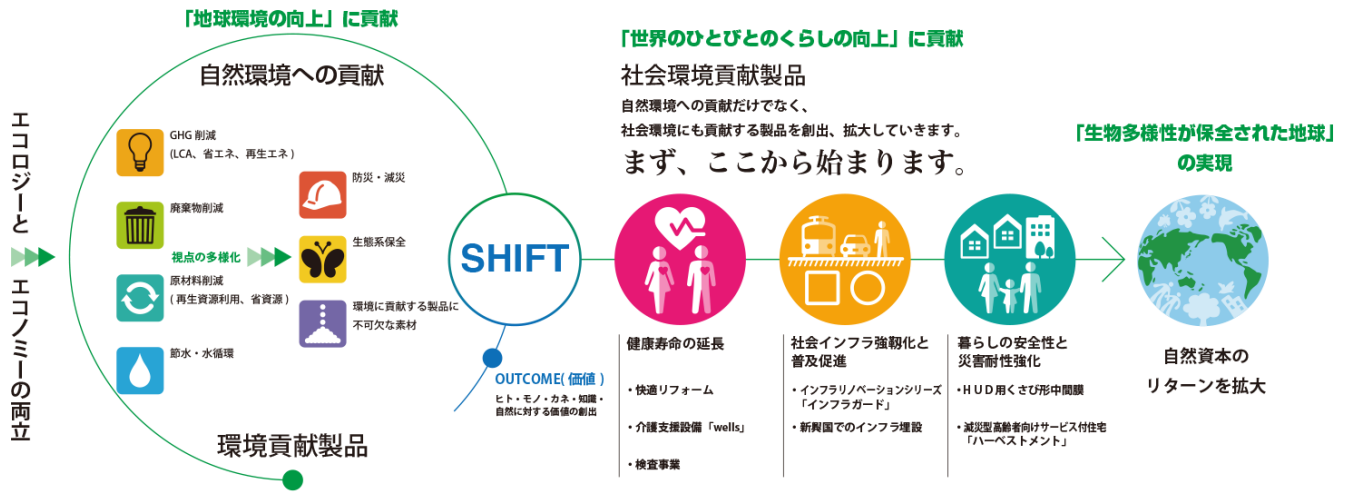 エコロジーと
エコノミーの両立
「地球環境の向上」に貢献
自然環境への貢献
GHG 削減
(LCA、省エネ、再生エネ )
廃棄物削減
視点の多様化
原材料削減
( 再生資源利用、省資源 )
節水・水循環
防災・減災
生態系保全
環境に貢献する製品に
不可欠な素材
環境貢献製品
SHIFT
OUTCOME( 価値 )
ヒト・モノ・カネ・知識・
自然に対する価値の創出
「世界のひとびとのくらしの向上」に貢献
社会環境貢献製品
自然環境への貢献だけでなく、
社会環境にも貢献する製品を創出、拡大していきます。
まず、ここから始まります。
健康寿命の延長
・快適リフォーム
・介護支援設備「wells」
・検査事業
社会インフラ強靱化と
普及促進
・インフラリノベーションシリーズ
「インフラガード」
・新興国でのインフラ埋設
暮らしの安全性と
災害耐性強化
・HUD用くさび形中間膜
・減災型高齢者向けサービス付住宅
「ハーベストメント」
「生物多様性が保全された地球」
の実現
自然資本の
リターンを拡大